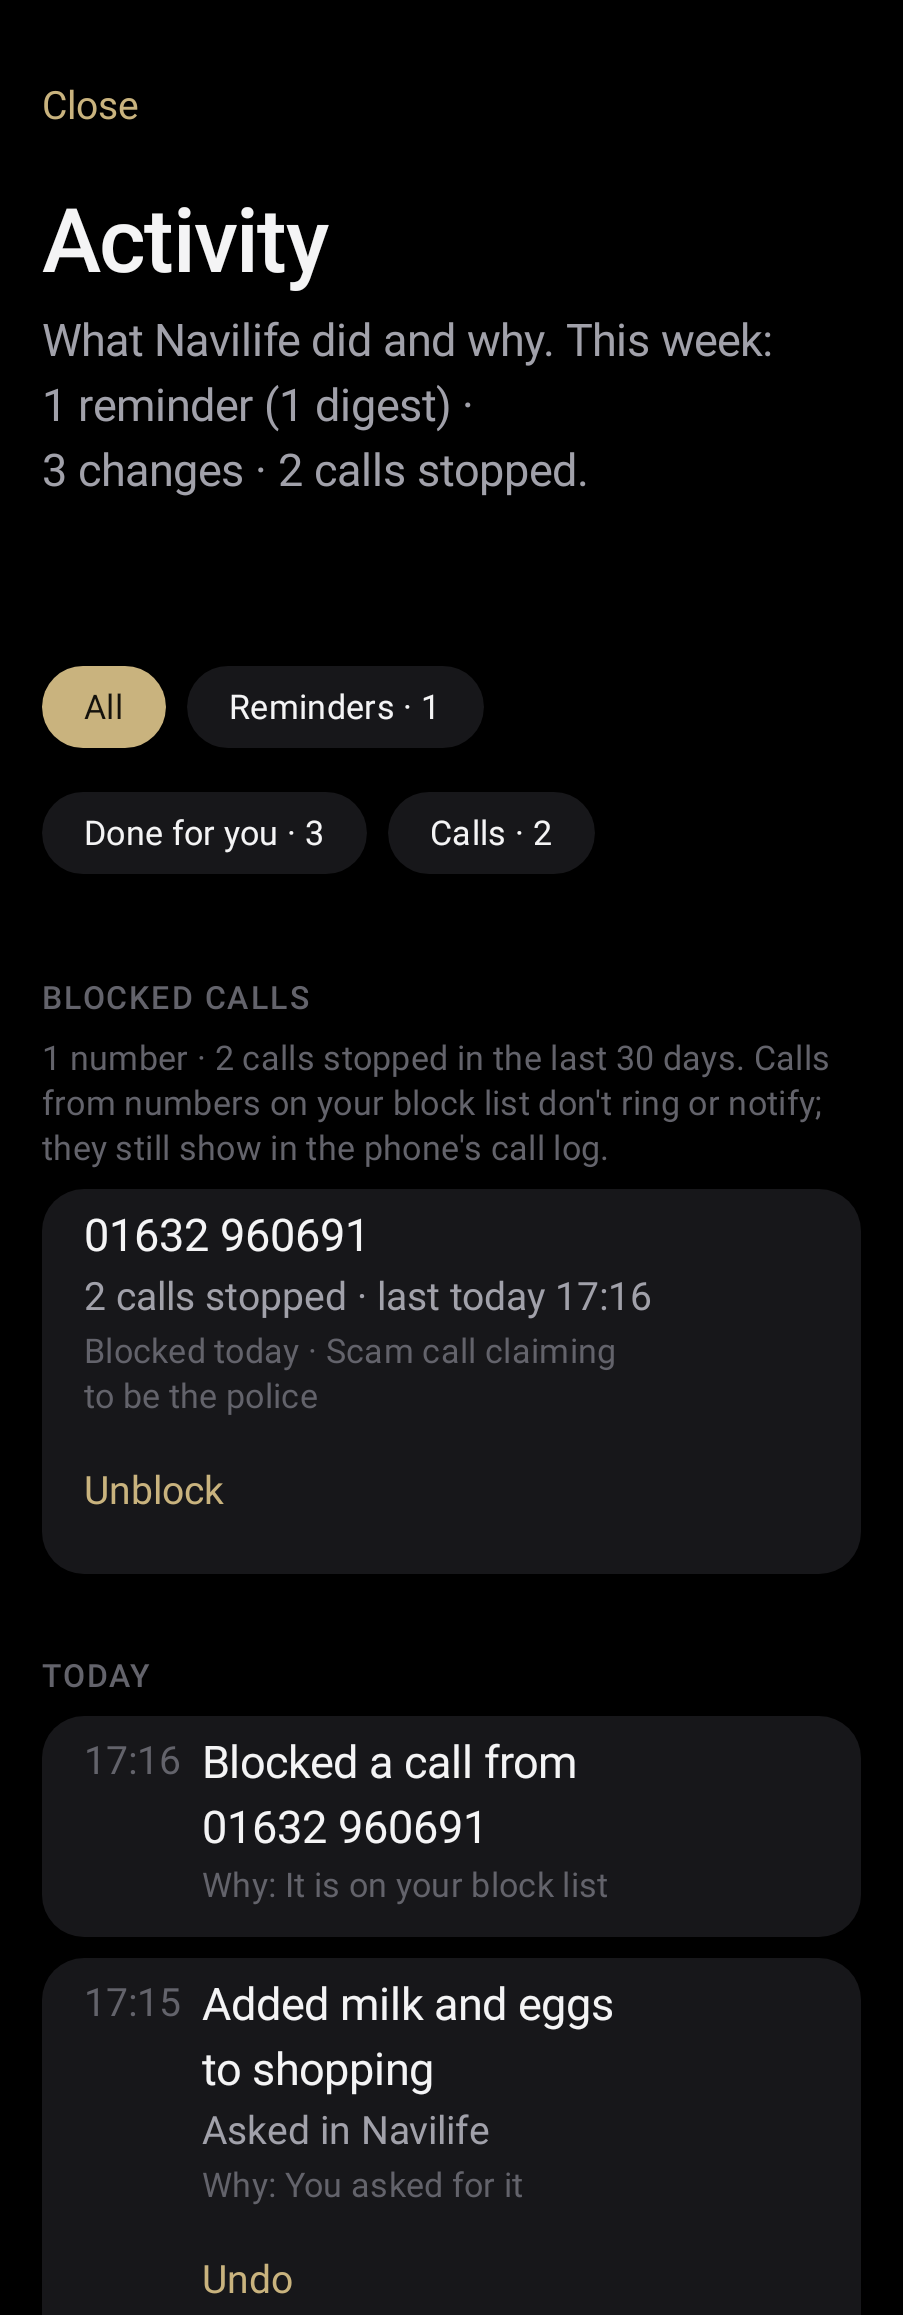 Close
Activity
What Navilife did and why. This week:
1 reminder (1 digest) ·
3 changes · 2 calls stopped.
All
Reminders · 1
Done for you · 3
Calls · 2
BLOCKED CALLS
1 number · 2 calls stopped in the last 30 days. Calls
from numbers on your block list don't ring or notify;
they still show in the phone's call log.
01632 960691
2 calls stopped · last today 17:16
Blocked today · Scam call claiming
to be the police
Unblock
TODAY
17:16 Blocked a call from
01632 960691
Why: It is on your block list
17:15 Added milk and eggs
to shopping
Asked in Navilife
Why: You asked for it
Undo